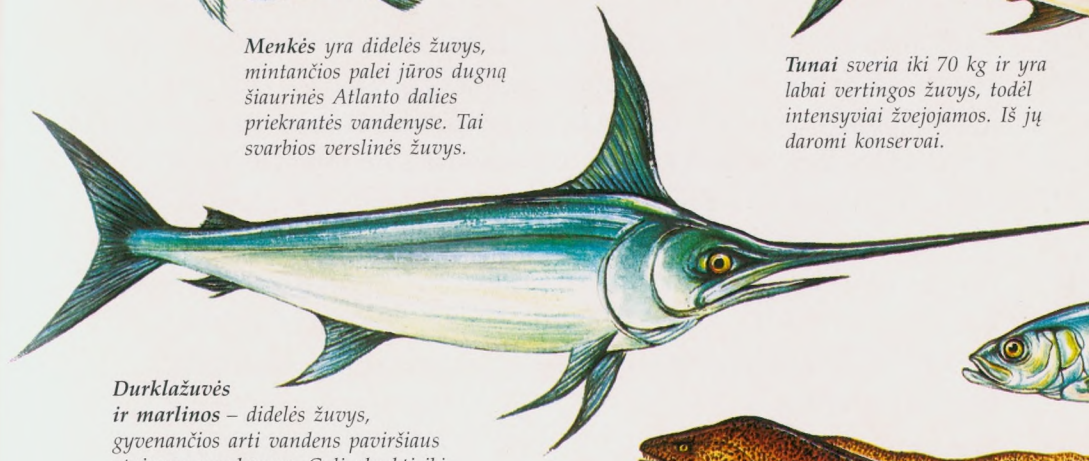 Menkės yra didelės žuvys,
mintančios palei jūros dugną
šiaurinės Atlanto dalies
priekrantės vandenyse. Tai
svarbios verslinės žuvys.
Tunai sveria iki 70 kg ir yra
labai vertingos žuvys, todėl
intensyviai žvejojamos. Iš jų
daromi konservai.
Durklažuvės
ir marlinos – didelės žuvys,
gyvenančios arti vandens paviršiaus